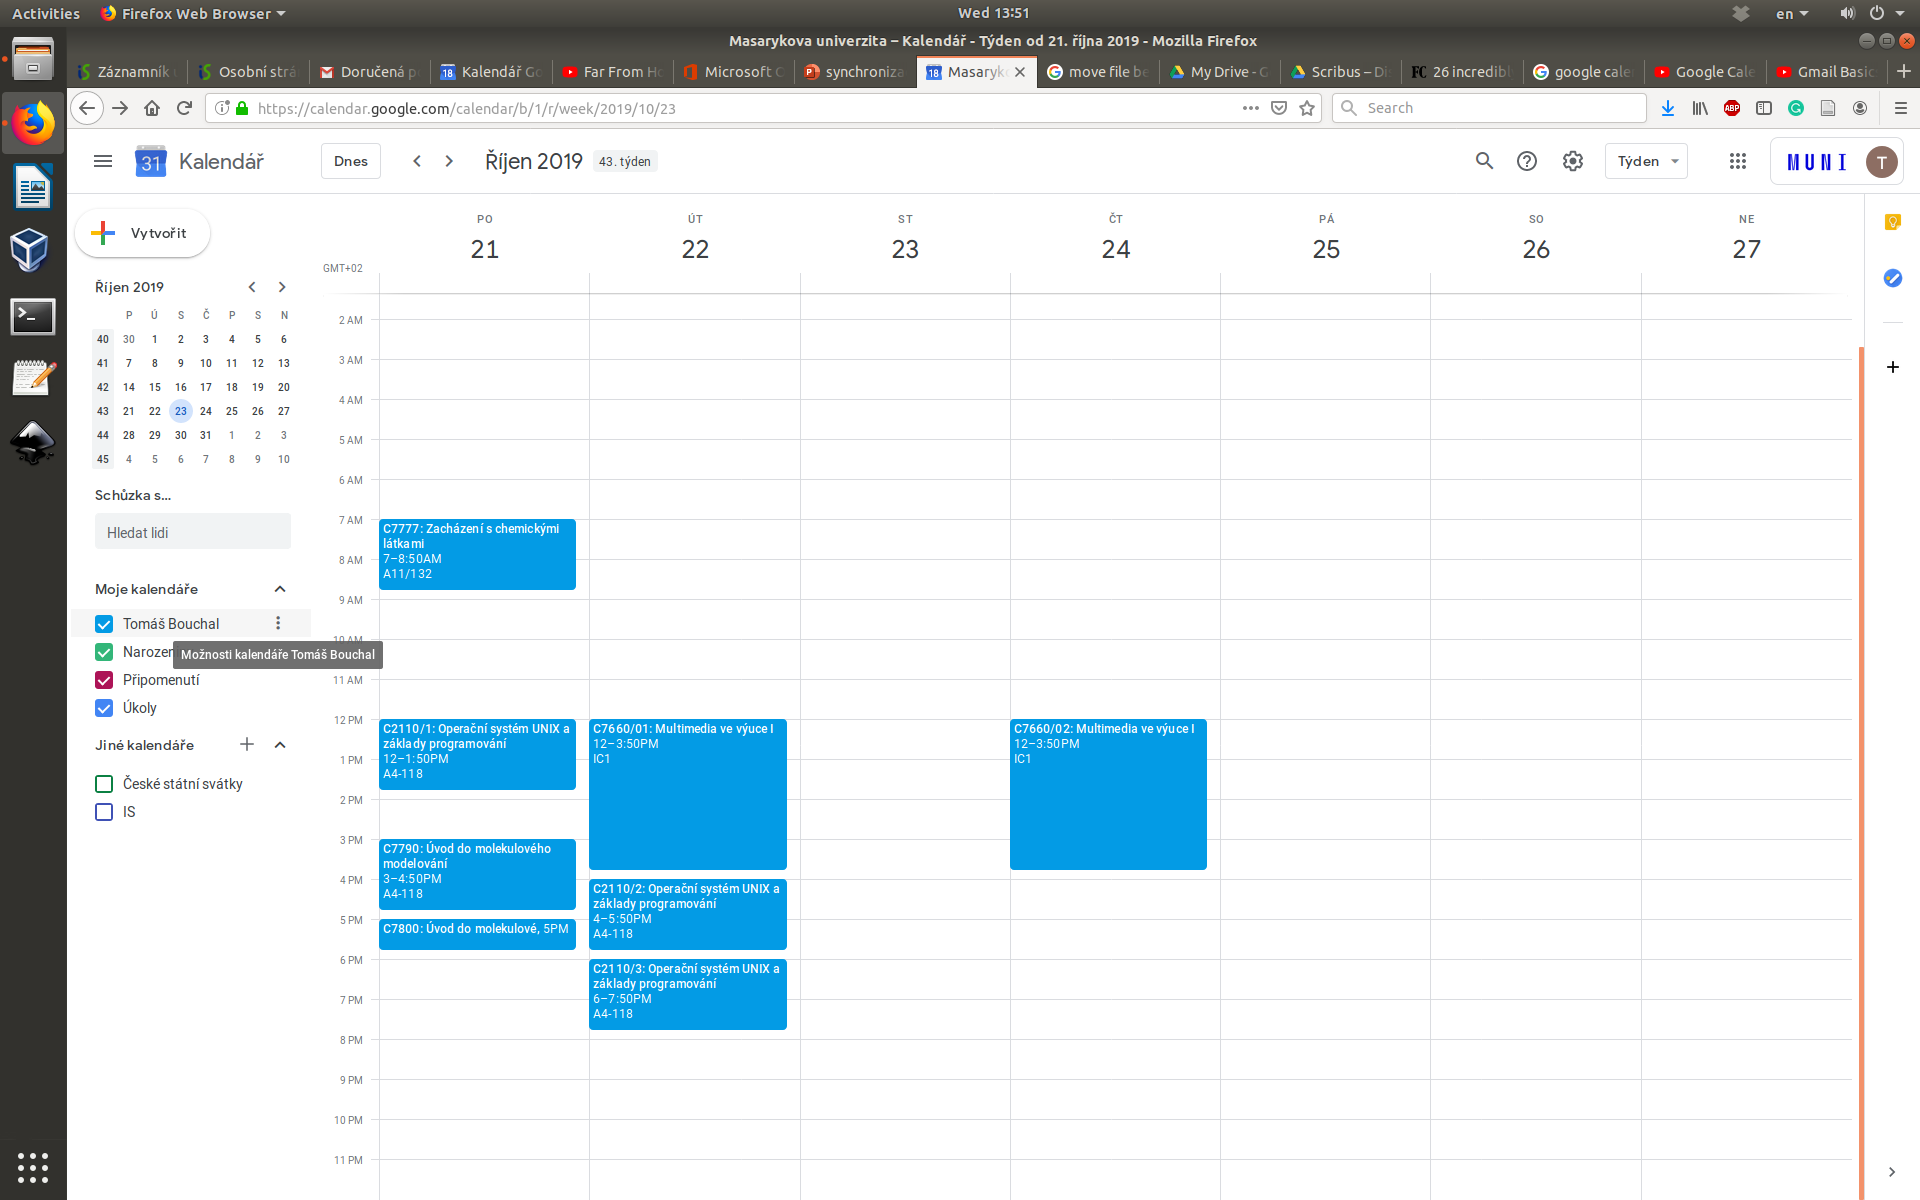 Activities
Firefox Web Browser
Wed 13:51
en
Masarykova univerzita – Kalendář - Týden od 21. října 2019 - Mozilla Firefox
Záznamník
Osobní strá
Doručená p
Kalendář Go
Far From Ho
Microsoft O
synchroniza
Masaryk
move file be
My Drive - G
Scribus – Di
26 incredibl
google cale
Google Cale
Gmail Basic
https://calendar.google.com/calendar/b/1/r/week/2019/10/23
Search
31
Kalendář
Dnes
Říjen 2019
43. týden
Týden
MUNI
T
Vytvořit
PO
ÚT
ST
ČT
PÁ
SO
NE
21
22
23
24
25
26
27
GMT+02
Říjen 2019
P Ú S Č P S N
40 30 1 2 3 4 5 6
41 7 8 9 10 11 12 13
42 14 15 16 17 18 19 20
43 21 22 23 24 25 26 27
44 28 29 30 31 1 2 3
45 4 5 6 7 8 9 10
Schůzka s...
Hledat lidi
Moje kalendáře
Tomáš Bouchal
Narozen
Možnosti kalendáře Tomáš Bouchal
Připomenutí
Úkoly
Jiné kalendáře
České státní svátky
IS
2 AM
3 AM
4 AM
5 AM
6 AM
7 AM
8 AM
9 AM
10 AM
11 AM
12 PM
1 PM
2 PM
3 PM
4 PM
5 PM
6 PM
7 PM
8 PM
9 PM
10 PM
11 PM
C7777: Zacházení s chemickými
látkami
7–8:50AM
A11/132
C2110/1: Operační systém UNIX a
základy programování
12–1:50PM
A4-118
C7790: Úvod do molekulového
modelování
3–4:50PM
A4-118
C7800: Úvod do molekulové, 5PM
C7660/01: Multimedia ve výuce I
12–3:50PM
IC1
C2110/2: Operační systém UNIX a
základy programování
4–5:50PM
A4-118
C2110/3: Operační systém UNIX a
základy programování
6–7:50PM
A4-118
C7660/02: Multimedia ve výuce I
12–3:50PM
IC1